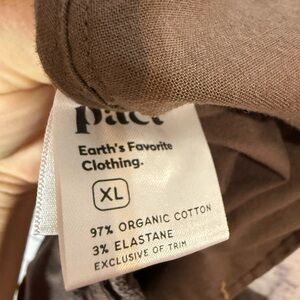 pact
Earth's Favorite
Clothing.
XL
97% ORGANIC COTTON
3% ELASTANE
EXCLUSIVE OF TRIM